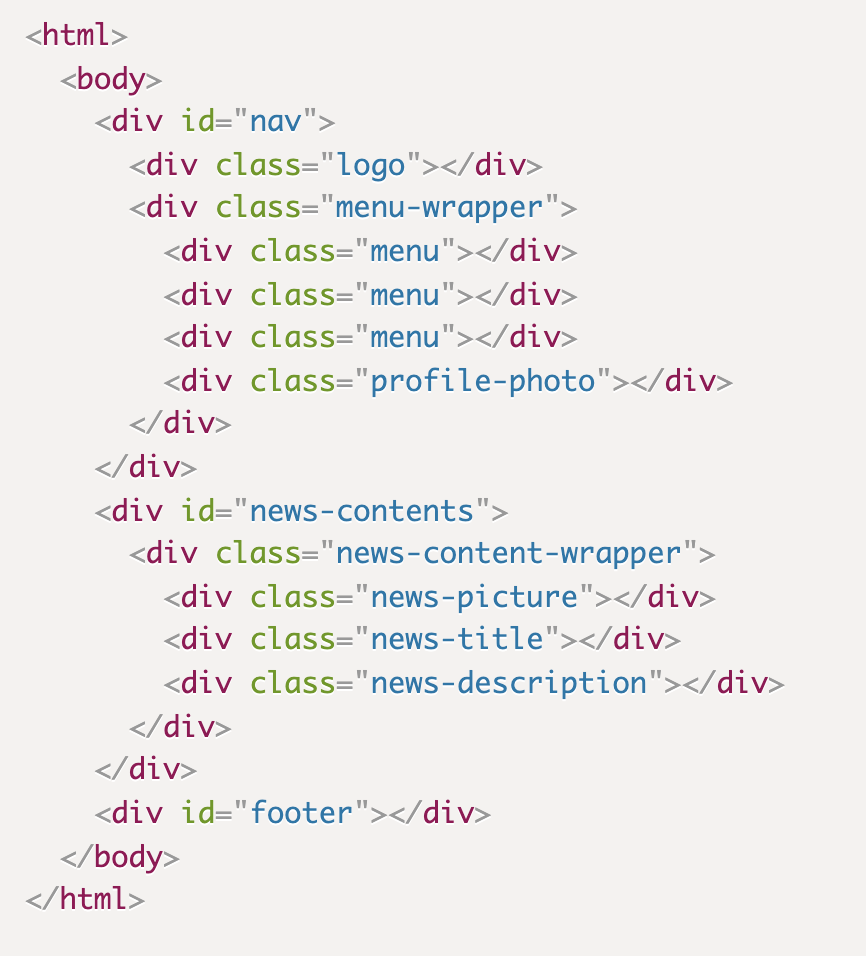 <html>
  <body>
    <div id="nav">
      <div class="logo"></div>
      <div class="menu-wrapper">
        <div class="menu"></div>
        <div class="menu"></div>
        <div class="menu"></div>
        <div class="profile-photo"></div>
      </div>
    </div>
    <div id="news-contents">
      <div class="news-content-wrapper">
        <div class="news-picture"></div>
        <div class="news-title"></div>
        <div class="news-description"></div>
      </div>
    </div>
    <div id="footer"></div>
  </body>
</html>